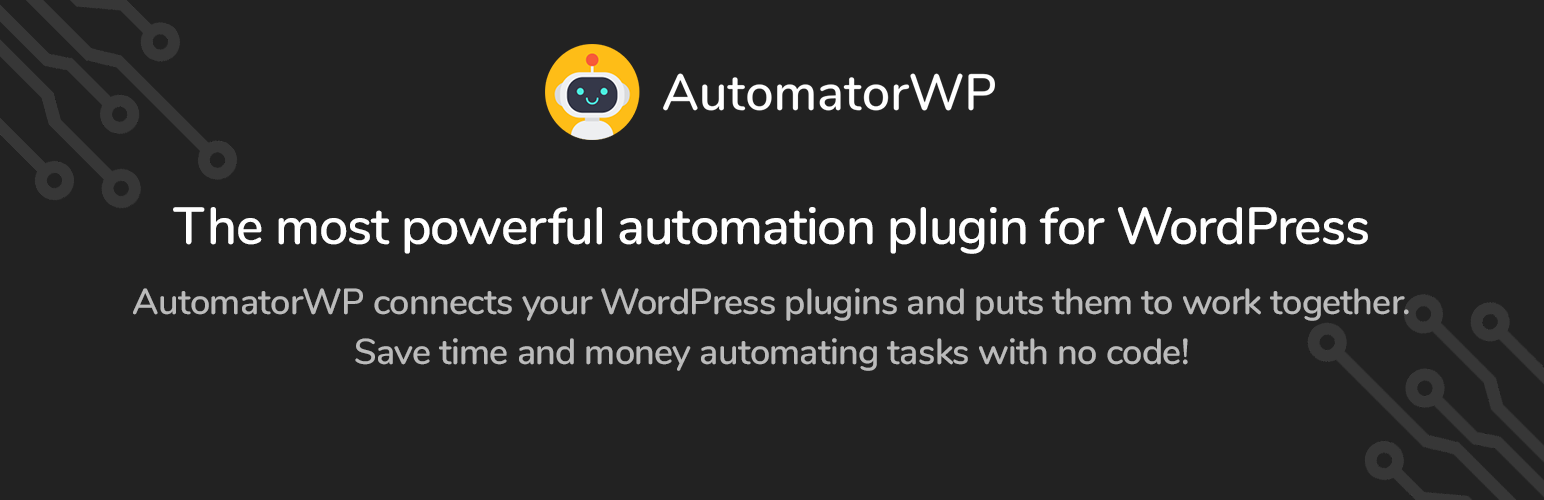 AutomatorWP
The most powerful automation plugin for WordPress
AutomatorWP connects your WordPress plugins and puts them to work together.
Save time and money automating tasks with no code!